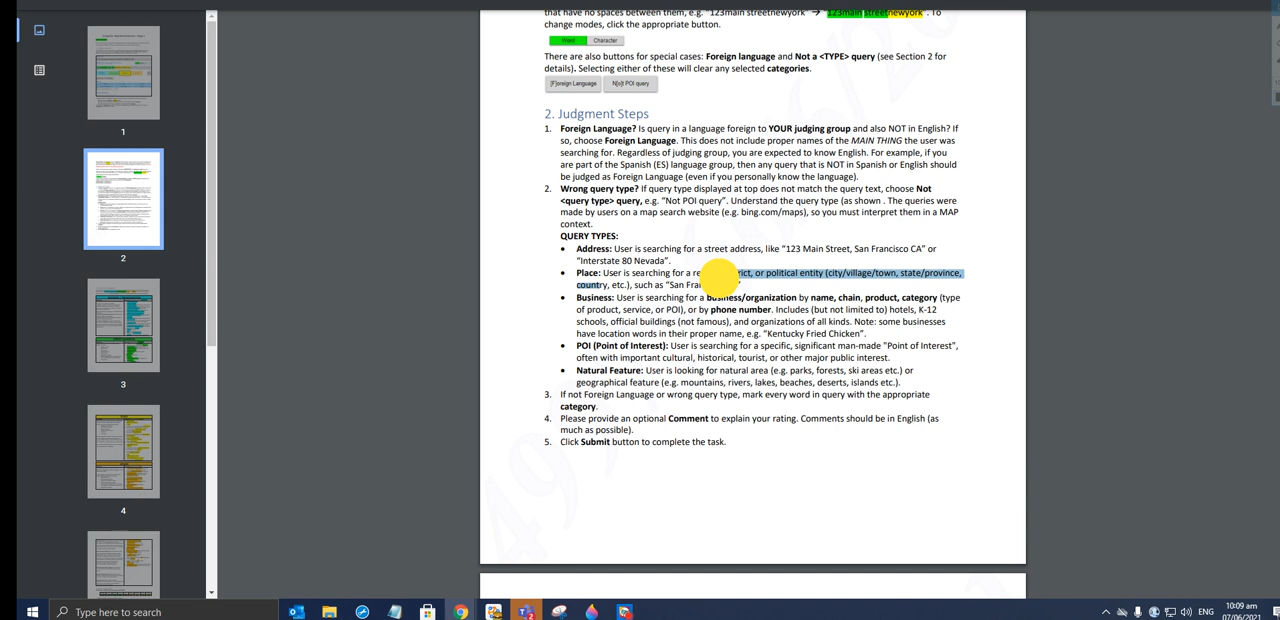 that have no spaces between them, e.g. "123main streetnewyork" → "123main streetnewyork". To
change modes, click the appropriate button.
Word Character
There are also buttons for special cases: Foreign language and Not a <TYPE> query (see Section 2 for
details). Selecting either of these will clear any selected categories.
[F]oreign Language N[o]t POI query
2. Judgment Steps
1. Foreign Language? Is query in a language foreign to YOUR judging group and also NOT in English? If
so, choose Foreign Language. This does not include proper names of the MAIN THING the user was
searching for. Regardless of judging group, you are expected to know English. For example, if you
are part of the Spanish (ES) language group, then any query that is NOT in Spanish or English should
be judged as Foreign Language (even if you personally know the language).
2. Wrong query type? If query type displayed at top does not match the query text, choose Not
<query type> query, e.g. "Not POI query". Understand the query type (as shown . The queries were
made by users on a map search website (e.g. bing.com/maps), so you must interpret them in a MAP
context.
QUERY TYPES:
• Address: User is searching for a street address, like "123 Main Street, San Francisco CA" or
"Interstate 80 Nevada".
• Place: User is searching for a re rict, or political entity (city/village/town, state/province,
country, etc.), such as "San Fra
• Business: User is searching for a business/organization by name, chain, product, category (type
of product, service, or POI), or by phone number. Includes (but not limited to) hotels, K-12
schools, official buildings (not famous), and organizations of all kinds. Note: some businesses
have location words in their proper name, e.g. "Kentucky Fried Chicken".
• POI (Point of Interest): User is searching for a specific, significant man-made "Point of Interest",
often with important cultural, historical, tourist, or other major public interest.
• Natural Feature: User is looking for natural area (e.g. parks, forests, ski areas etc.) or
geographical feature (e.g. mountains, rivers, lakes, beaches, deserts, islands etc.).
3. If not Foreign Language or wrong query type, mark every word in query with the appropriate
category.
4. Please provide an optional Comment to explain your rating. Comments should be in English (as
much as possible).
5. Click Submit button to complete the task.
1
2
3
4
Type here to search
ENG
10:09 am
07/06/2021